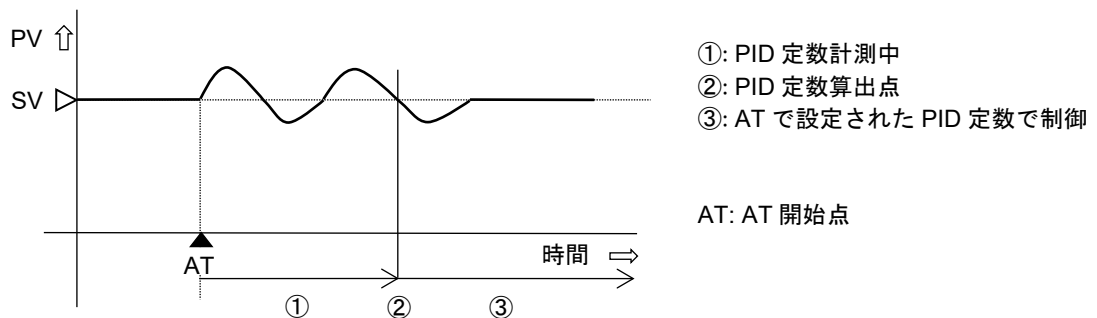 PV
SV
AT
時間
①
②
③
①: PID 定数計測中
②: PID 定数算出点
③: AT で設定された PID 定数で制御
AT: AT 開始点